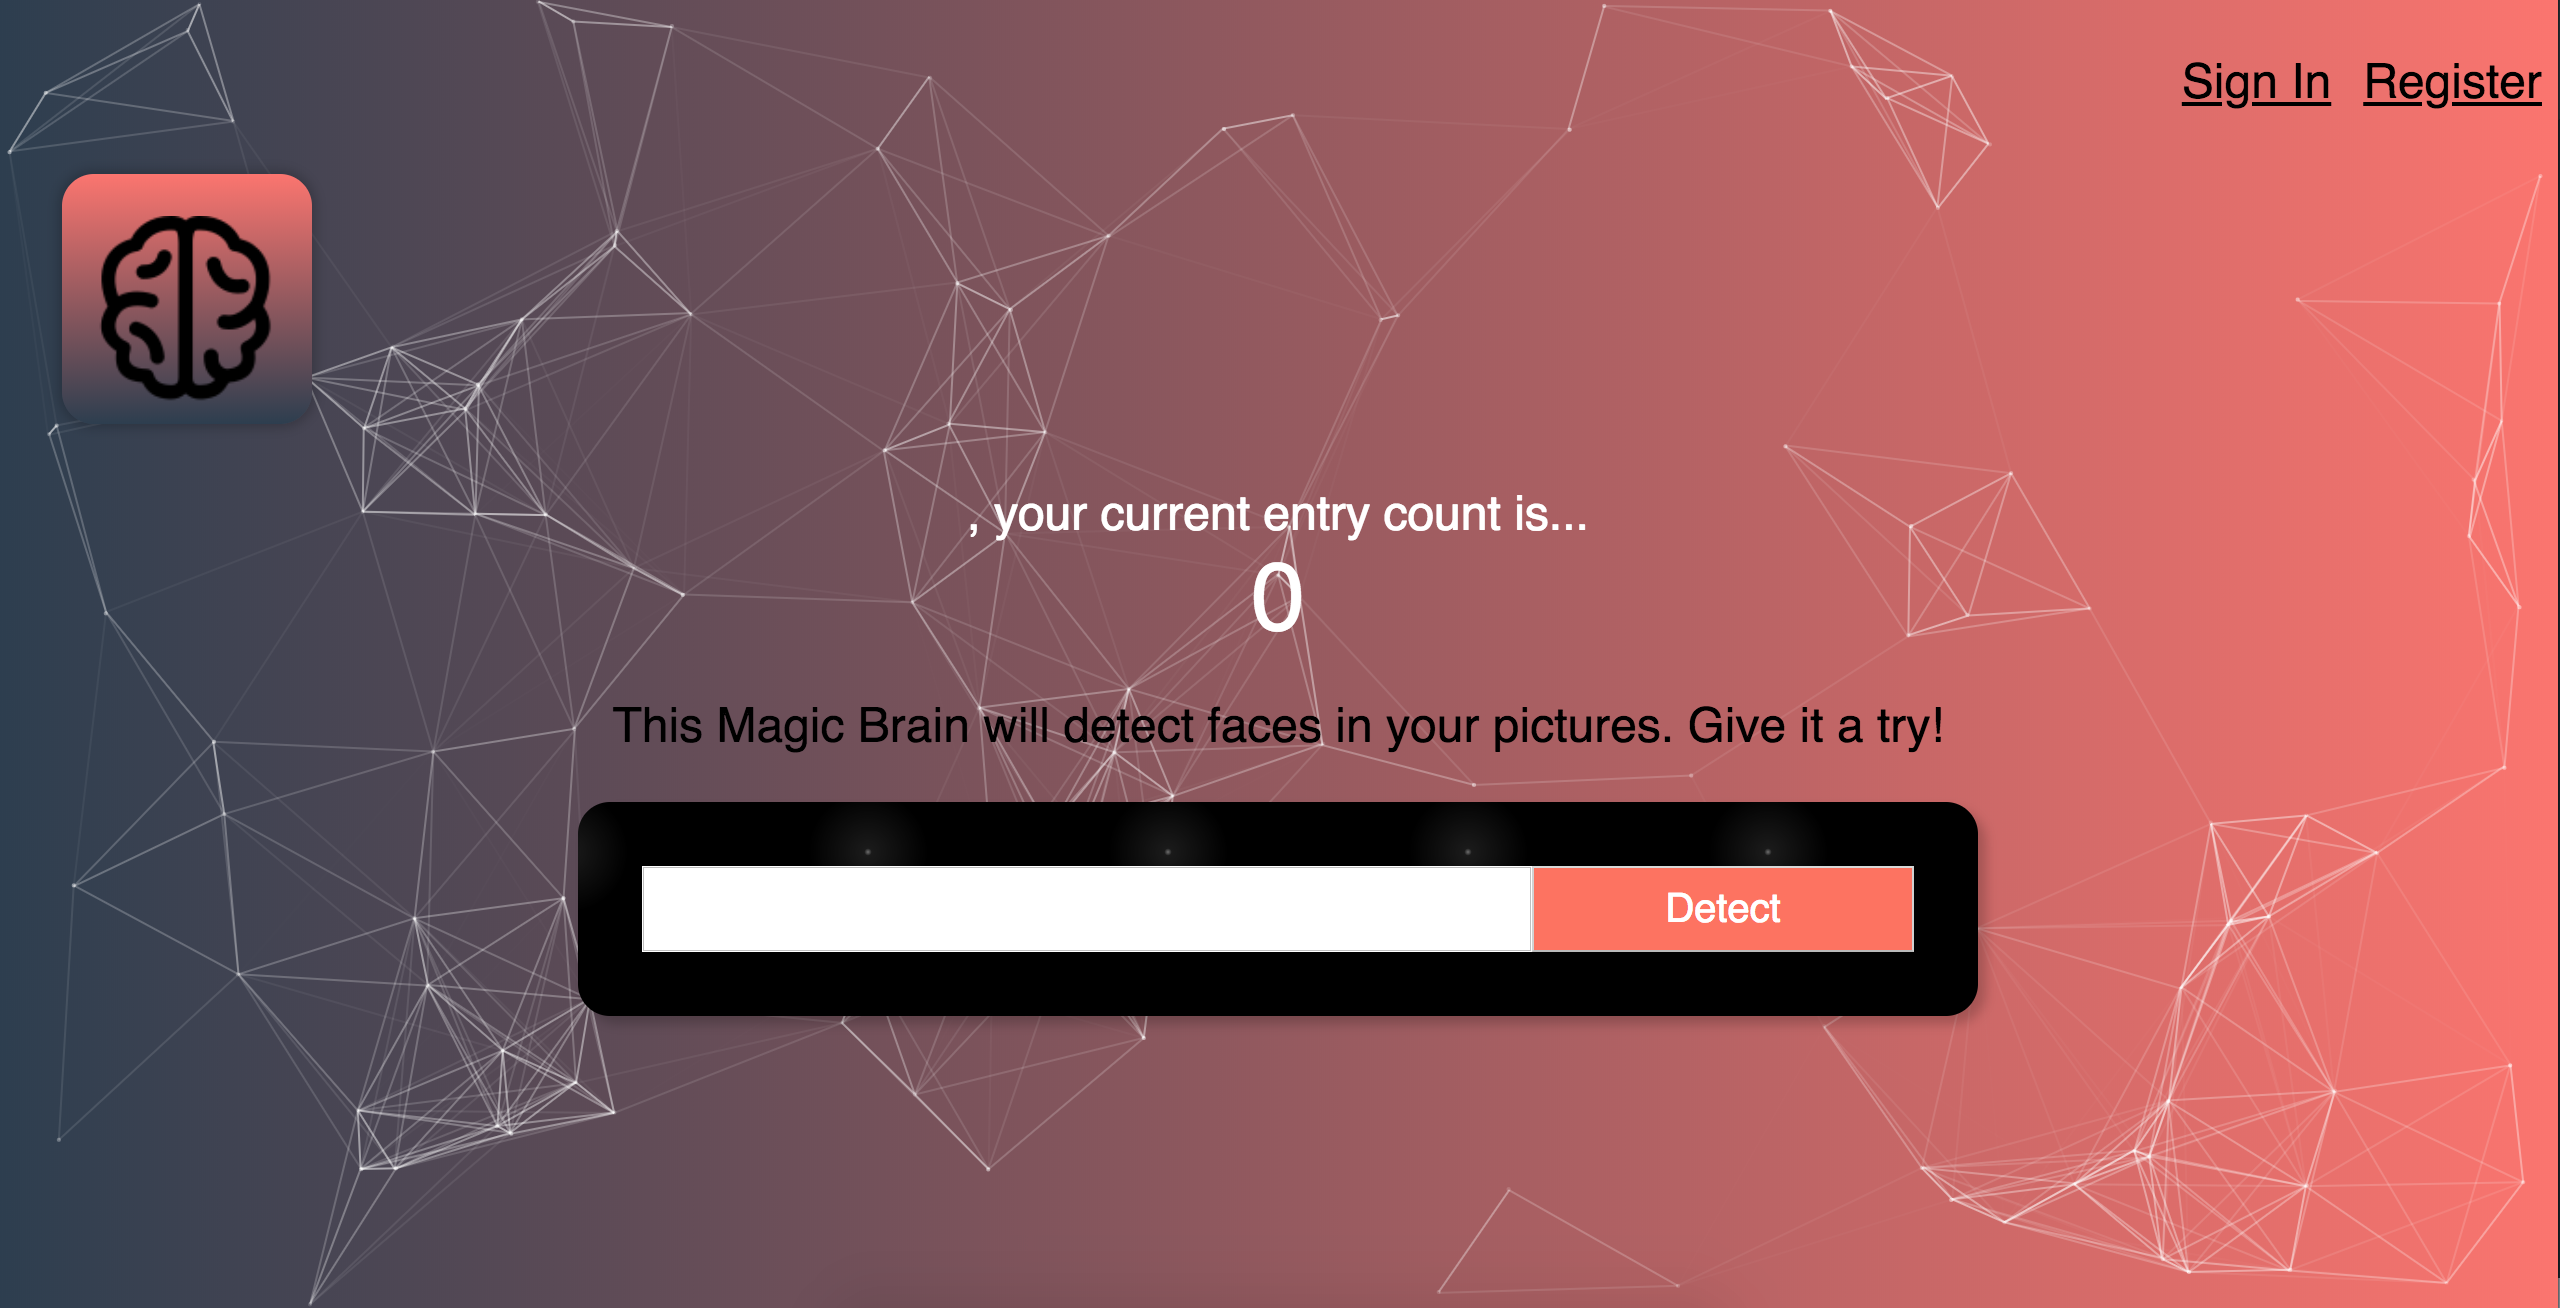 Sign In Register
, your current entry count is...
0
This Magic Brain will detect faces in your pictures. Give it a try!
Detect